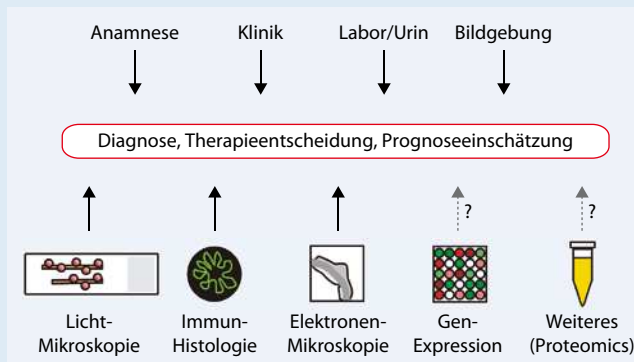 Anamnese Klinik Labor/Urin Bildgebung
Diagnose, Therapieentscheidung, Prognoseeinschätzung
? ?
Licht- Immun- Elektronen- Gen- Weiteres
Mikroskopie Histologie Mikroskopie Expression (Proteomics)